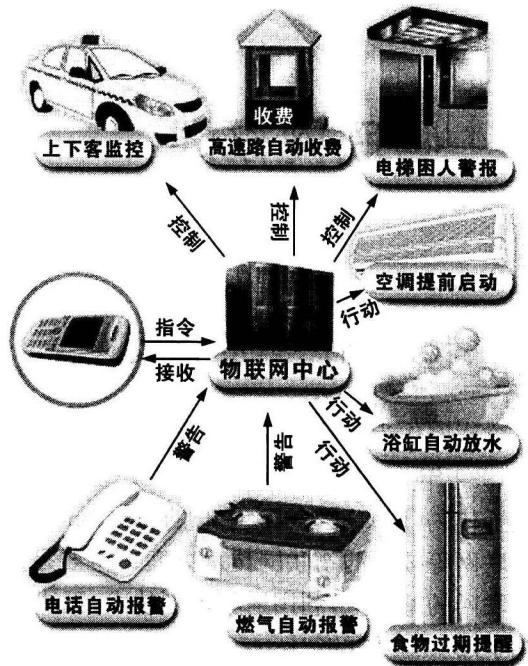 收费
上下客监控
高速路自动收费
电梯困人警报
控制
控制
控制
空调提前启动
行动
指令
接收
物联网中心
行动
浴缸自动放水
警告
警告
行动
电话自动报警
燃气自动报警
食物过期提醒